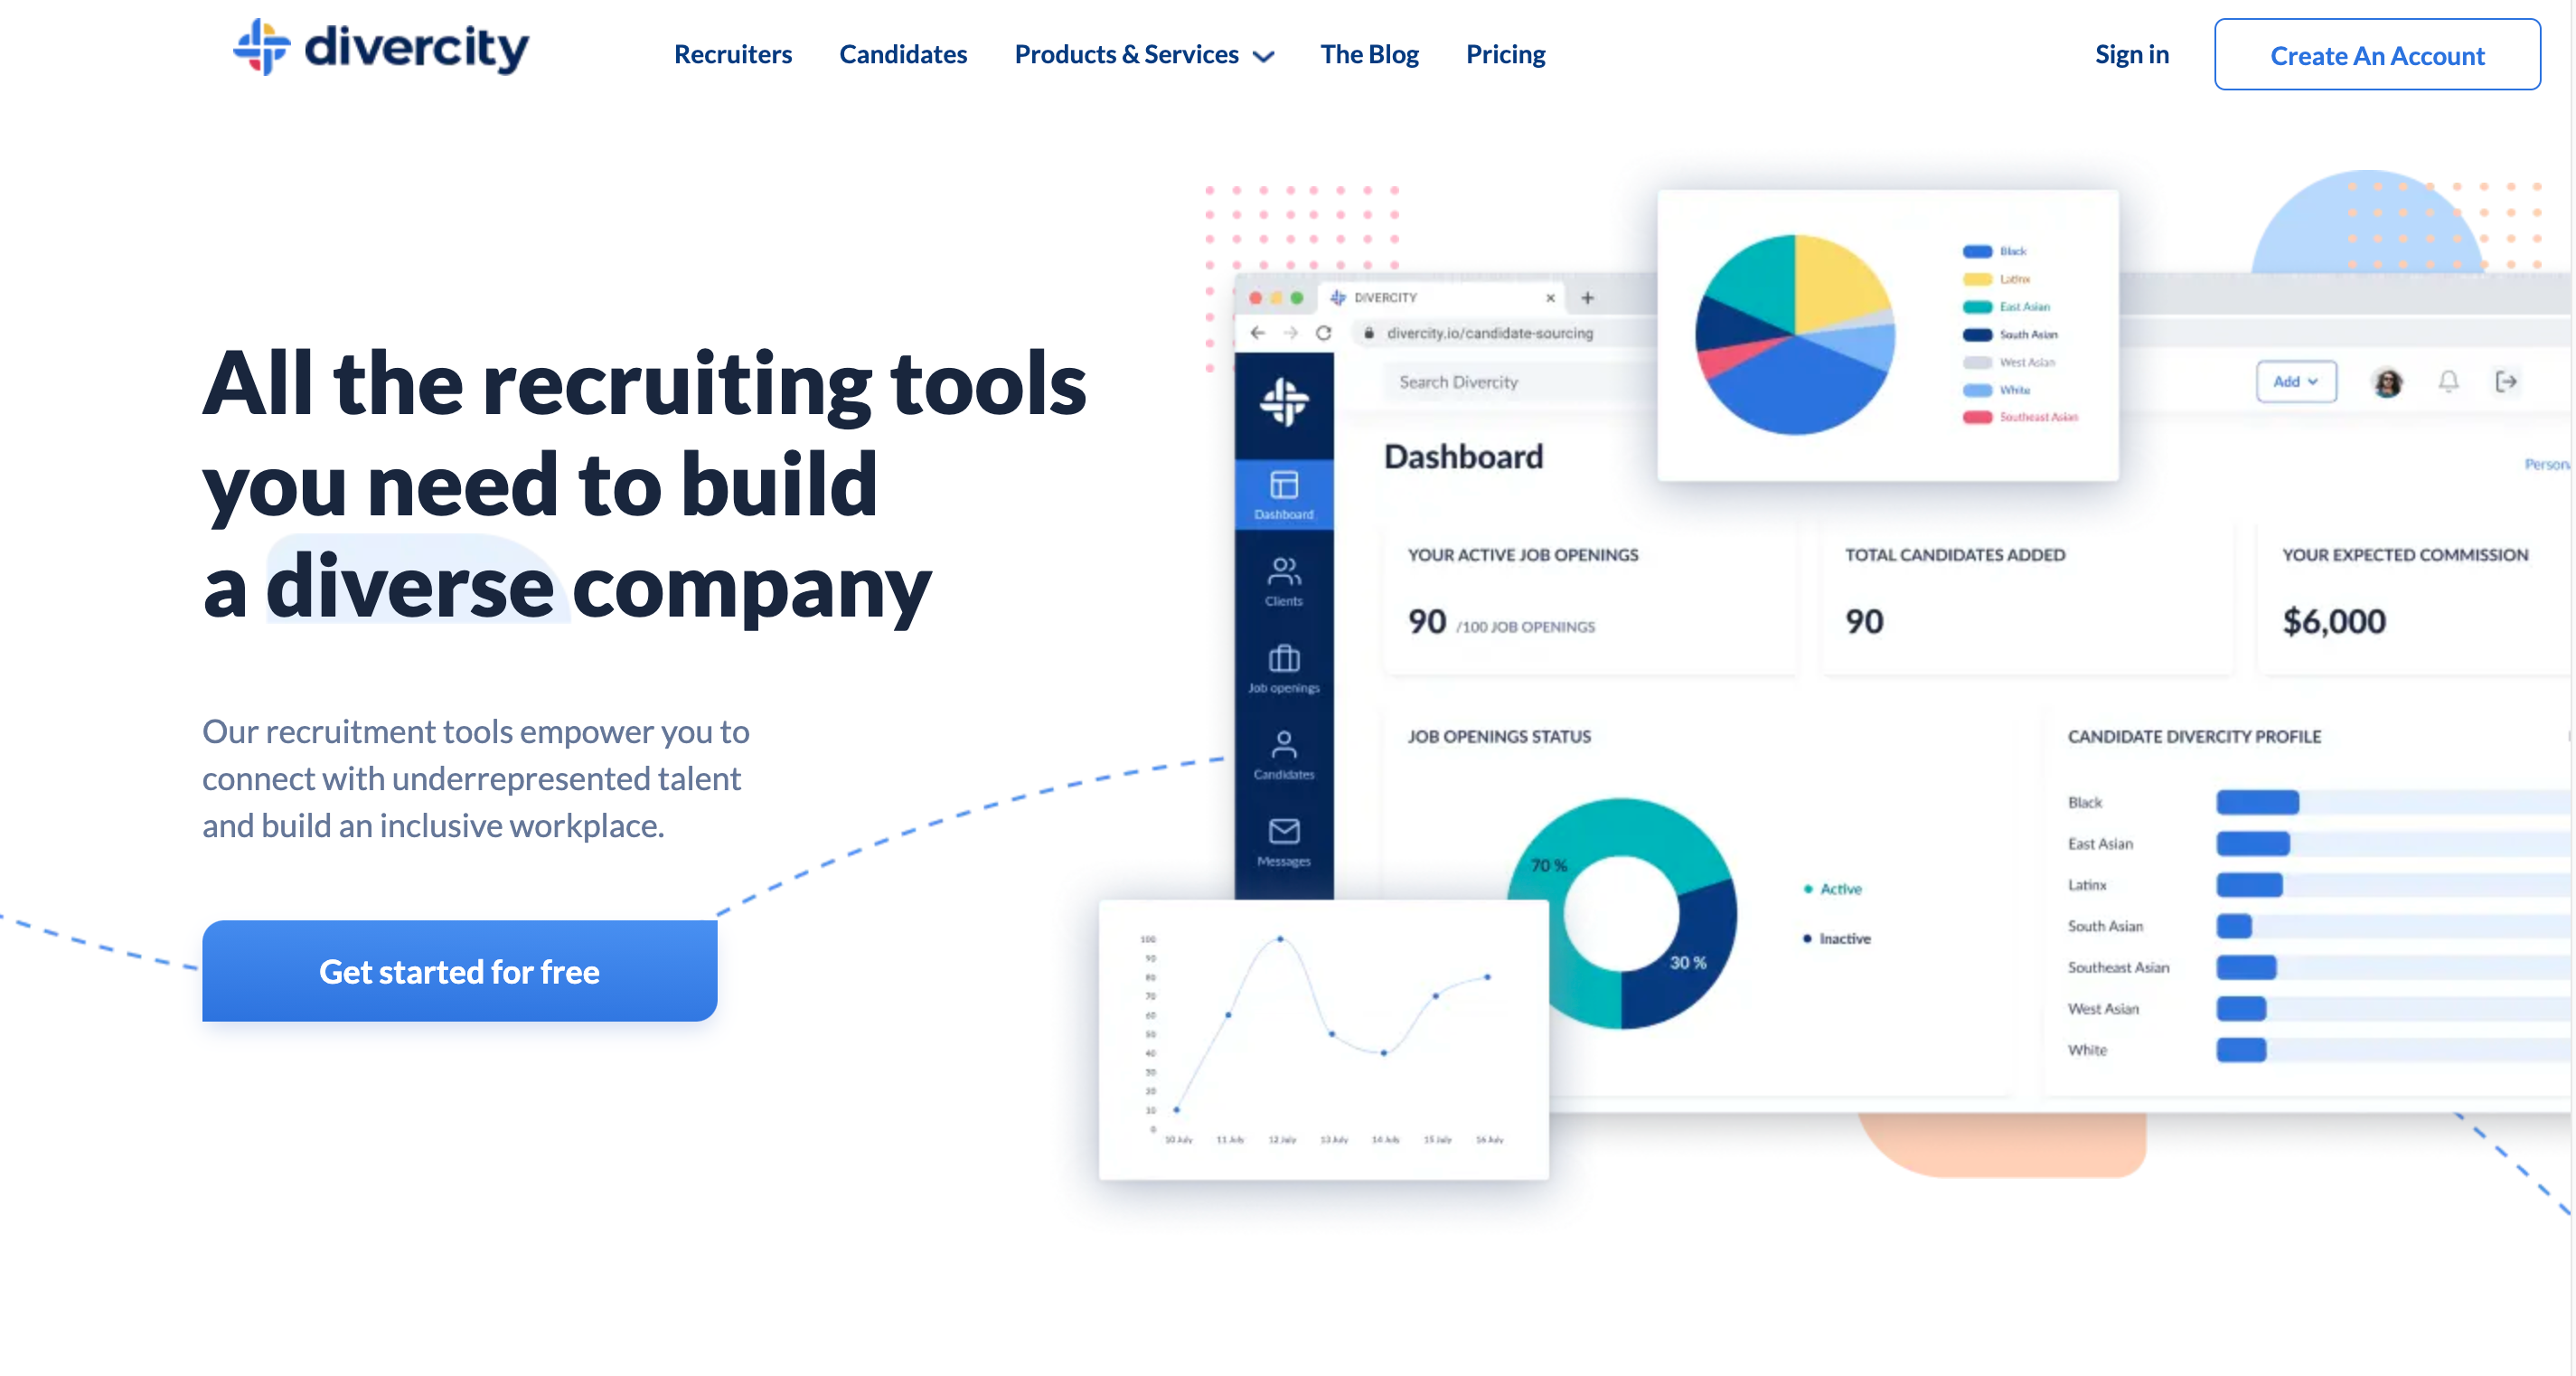 divercity
Recruiters
Candidates
Products & Services
The Blog
Pricing
Sign in
Create An Account
All the recruiting tools
you need to build
a diverse company
Our recruitment tools empower you to
connect with underrepresented talent
and build an inclusive workplace.
Get started for free
Black
Latinx
East Asian
South Asian
West Asian
White
Southeast Asian
DIVERCITY
divercity.io/candidate-sourcing
Search Divercity
Add
Dashboard
Person
Dashboard
Clients
Job openings
Candidates
Messages
YOUR ACTIVE JOB OPENINGS
90 /100 JOB OPENINGS
TOTAL CANDIDATES ADDED
90
YOUR EXPECTED COMMISSION
$6,000
JOB OPENINGS STATUS
70 %
30 %
Active
Inactive
CANDIDATE DIVERCITY PROFILE
Black
East Asian
Latinx
South Asian
Southeast Asian
West Asian
White
100
90
80
70
60
50
40
30
20
10
0
10 July
11 July
12 July
13 July
14 July
15 July
16 July